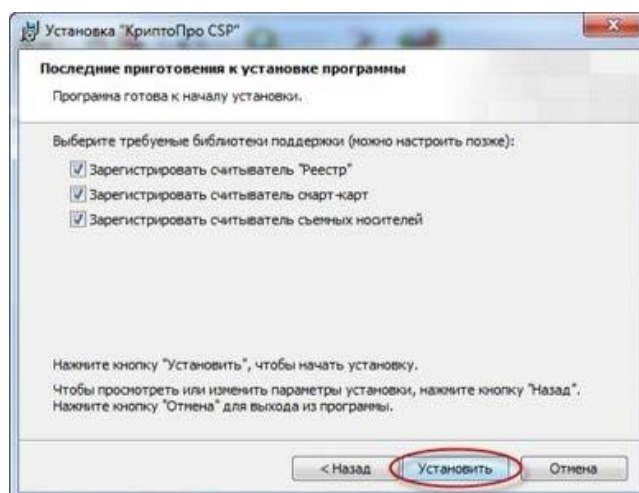 Установка "КриптоПро CSP"
Последние приготовления к установке программы
Программа готова к началу установки.
Выберите требуемые библиотеки поддержки (можно настроить позже):
Зарегистрировать считыватель "Реестр"
Зарегистрировать считыватель смарт-карт
Зарегистрировать считыватель съемных носителей
Нажмите кнопку "Установить", чтобы начать установку.
Чтобы просмотреть или изменить параметры установки, нажмите кнопку "Назад".
Нажмите кнопку "Отмена" для выхода из программы.
< Назад Установить Отмена